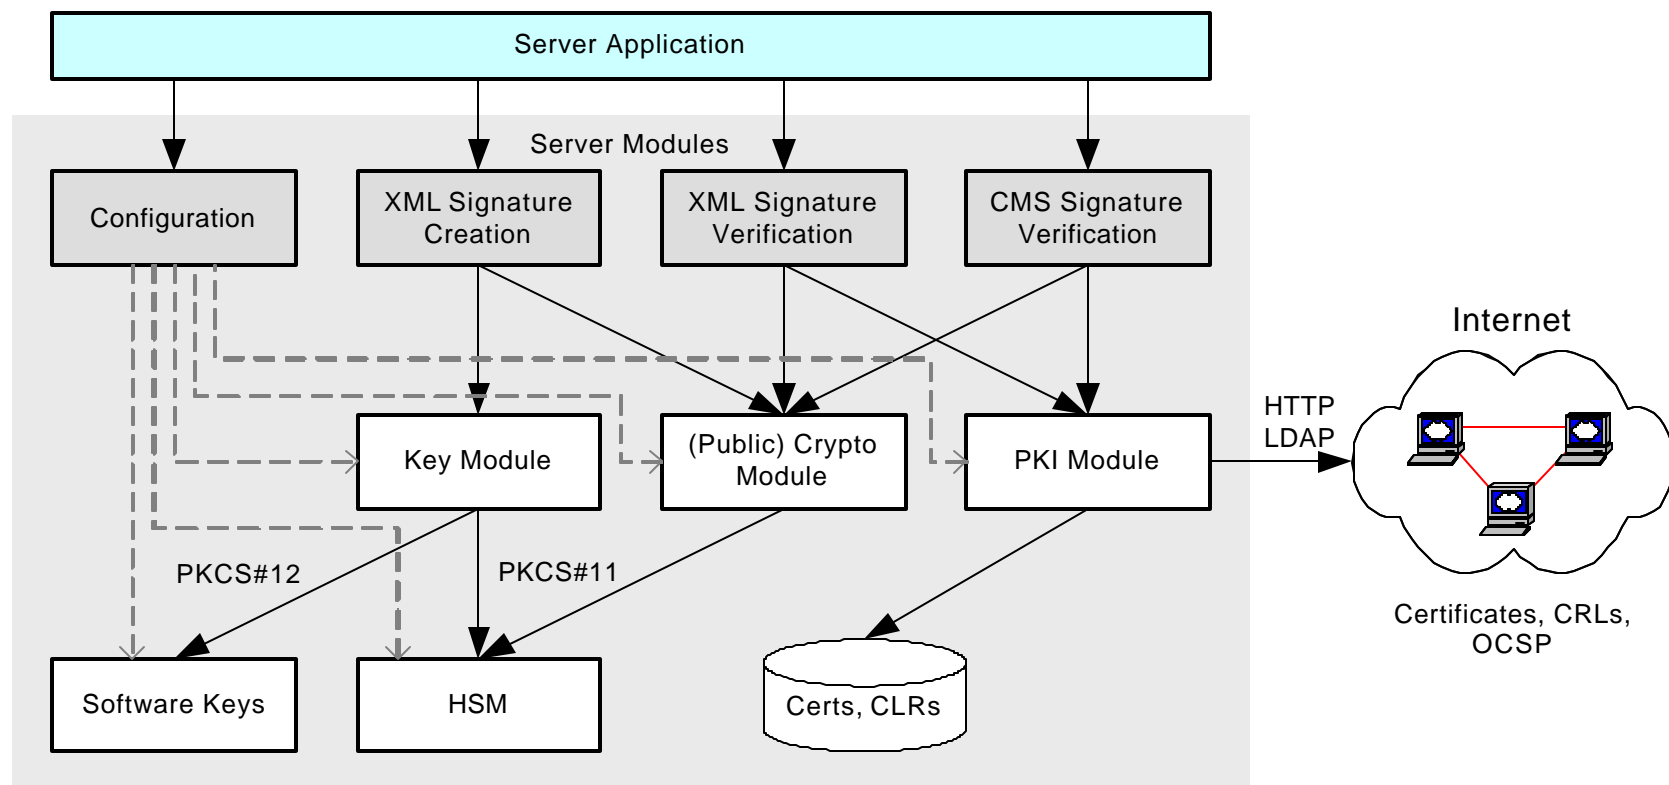 Server Application
Server Modules
Configuration
XML Signature
Creation
XML Signature
Verification
CMS Signature
Verification
Internet
HTTP
LDAP
Key Module
(Public) Crypto
Module
PKI Module
PKCS#12
PKCS#11
Certificates, CRLs,
OCSP
Software Keys
HSM
Certs, CLRs